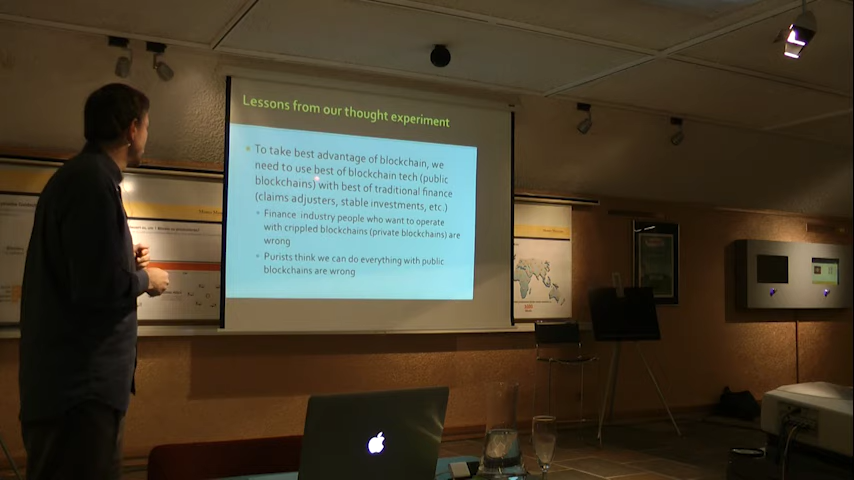 Lessons from our thought experiment
To take best advantage of blockchain, we
need to use best of blockchain tech (public
blockchains) with best of traditional finance
(claims adjusters, stable investments, etc.)
Finance industry people who want to operate
with crippled blockchains (private blockchains) are
wrong
Purists think we can do everything with public
blockchains are wrong